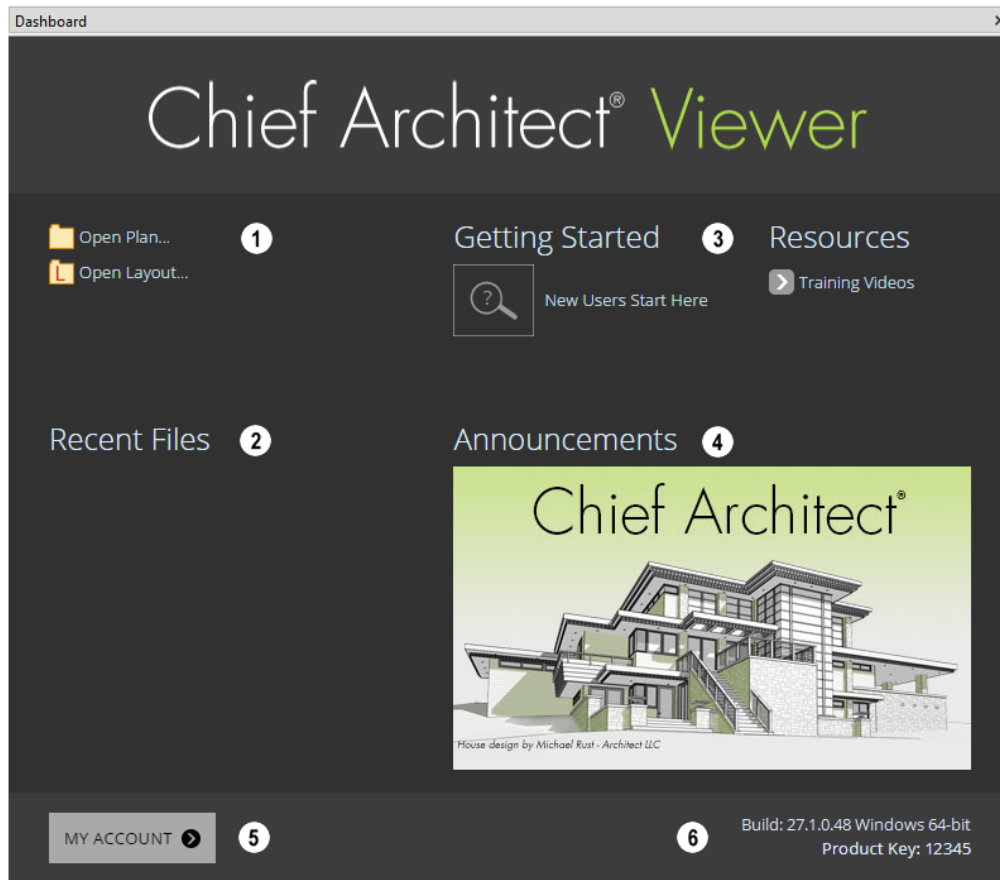 Dashboard
Chief Architect® Viewer
Open Plan...
1
Open Layout...
Getting Started
3
New Users Start Here
Resources
Training Videos
Recent Files
2
Announcements
4
Chief Architect®
House design by Michael Rust - Architect LLC
MY ACCOUNT
5
6
Build: 27.1.0.48 Windows 64-bit
Product Key: 12345